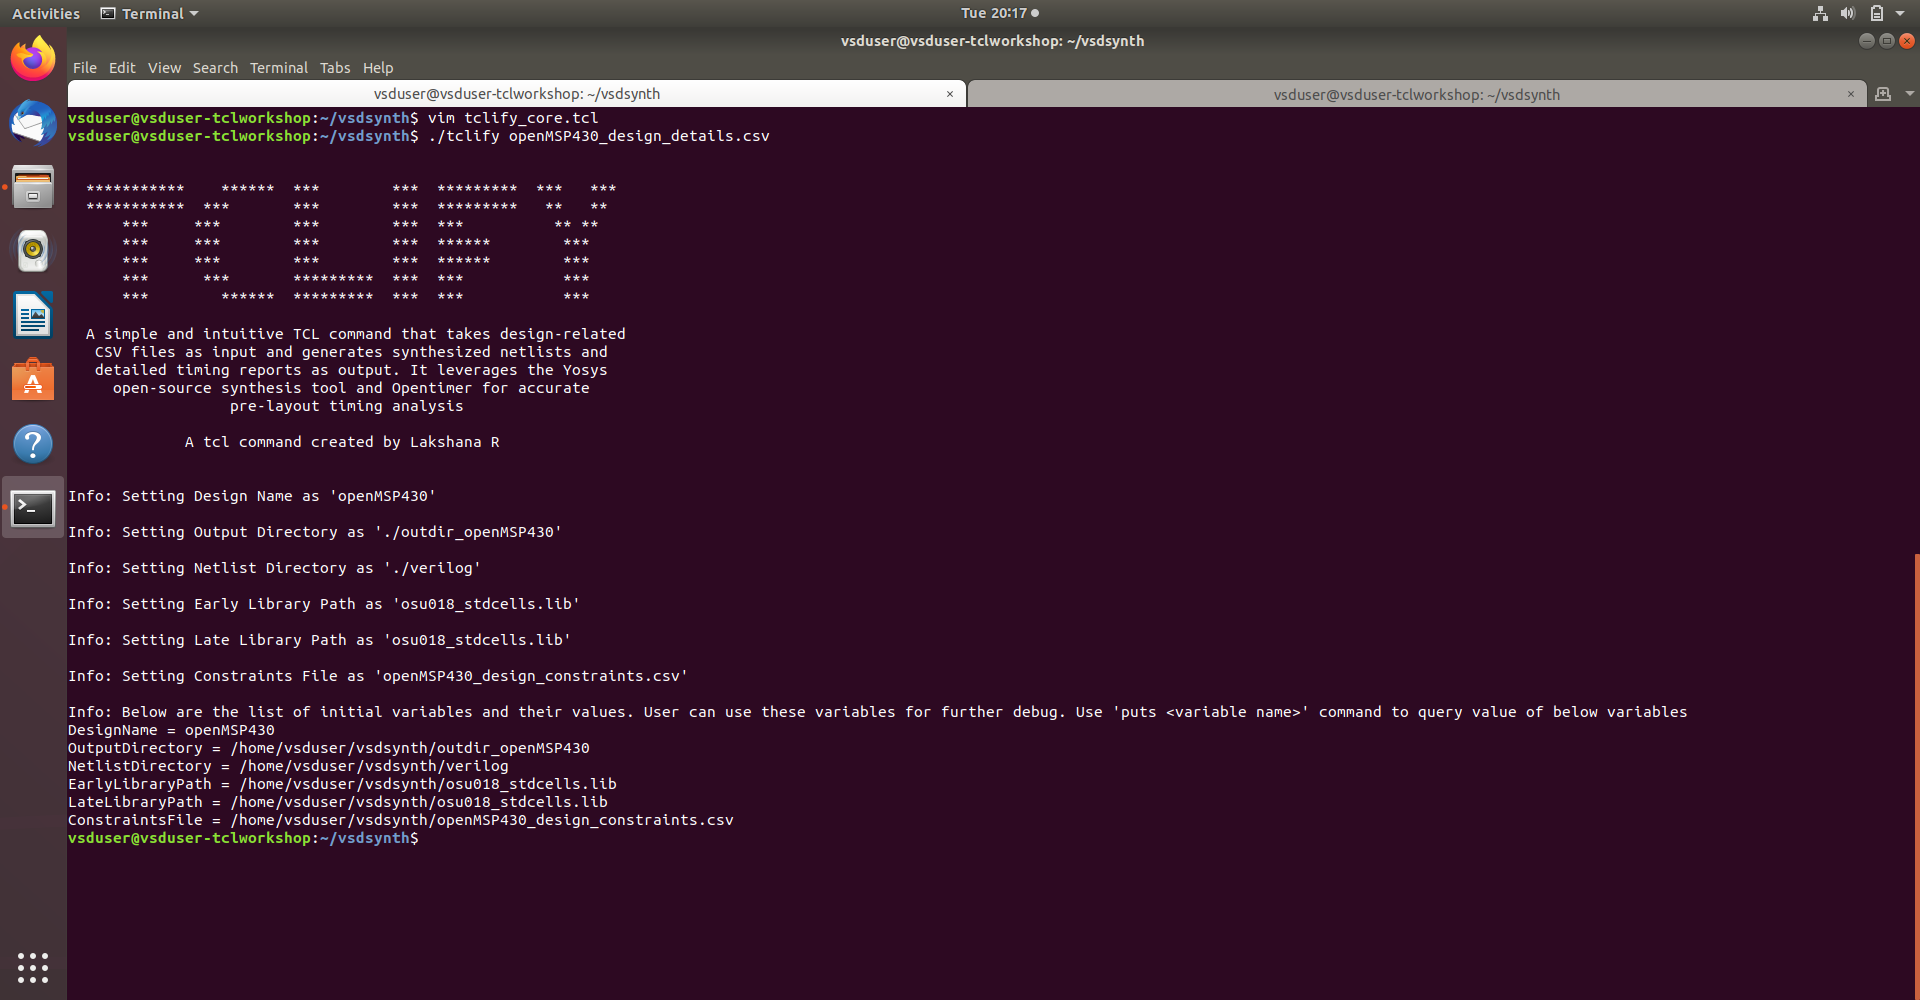 Activities Terminal Tue 20:17
vsduser@vsduser-tclworkshop: ~/vsdsynth
File Edit View Search Terminal Tabs Help
vsduser@vsduser-tclworkshop: ~/vsdsynth × vsduser@vsduser-tclworkshop: ~/vsdsynth ×
vsduser@vsduser-tclworkshop:~/vsdsynth$ vim tclify_core.tcl
vsduser@vsduser-tclworkshop:~/vsdsynth$ ./tclify openMSP430_design_details.csv
***********    ******  ***        ***  *********  ***   ***
***********  ***       ***        ***  *********   **   **
    ***     ***        ***        ***  ***          ** **
    ***     ***        ***        ***  ******        ***
    ***     ***        ***        ***  ******        ***
    ***      ***       *********  ***  ***           ***
    ***        ******  *********  ***  ***           ***
A simple and intuitive TCL command that takes design-related
CSV files as input and generates synthesized netlists and
detailed timing reports as output. It leverages the Yosys
open-source synthesis tool and Opentimer for accurate
pre-layout timing analysis
A tcl command created by Lakshana R
Info: Setting Design Name as 'openMSP430'
Info: Setting Output Directory as './outdir_openMSP430'
Info: Setting Netlist Directory as './verilog'
Info: Setting Early Library Path as 'osu018_stdcells.lib'
Info: Setting Late Library Path as 'osu018_stdcells.lib'
Info: Setting Constraints File as 'openMSP430_design_constraints.csv'
Info: Below are the list of initial variables and their values. User can use these variables for further debug. Use 'puts <variable name>' command to query value of below variables
DesignName = openMSP430
OutputDirectory = /home/vsduser/vsdsynth/outdir_openMSP430
NetlistDirectory = /home/vsduser/vsdsynth/verilog
EarlyLibraryPath = /home/vsduser/vsdsynth/osu018_stdcells.lib
LateLibraryPath = /home/vsduser/vsdsynth/osu018_stdcells.lib
ConstraintsFile = /home/vsduser/vsdsynth/openMSP430_design_constraints.csv
vsduser@vsduser-tclworkshop:~/vsdsynth$